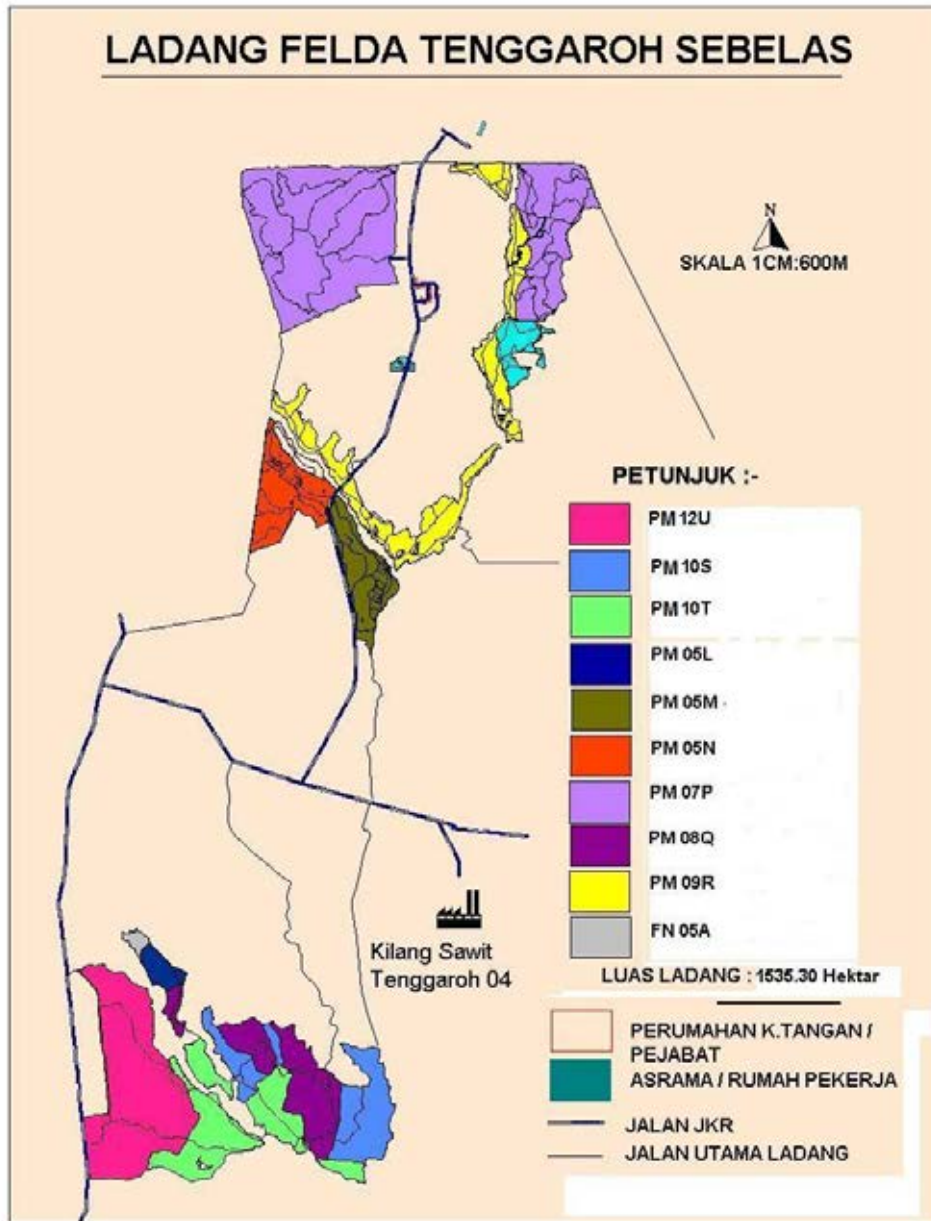 LADANG FELDA TENGGAROH SEBELAS
N
SKALA 1CM:600M
PETUNJUK :-
PM 12U
PM 10S
PM 10T
PM 05L
PM 05M
PM 05N
PM 07P
PM 08Q
PM 09R
FN 05A
LUAS LADANG : 1535.30 Hektar
Kilang Sawit
Tenggaroh 04
PERUMAHAN K.TANGAN /
PEJABAT
ASRAMA / RUMAH PEKERJA
JALAN JKR
JALAN UTAMA LADANG